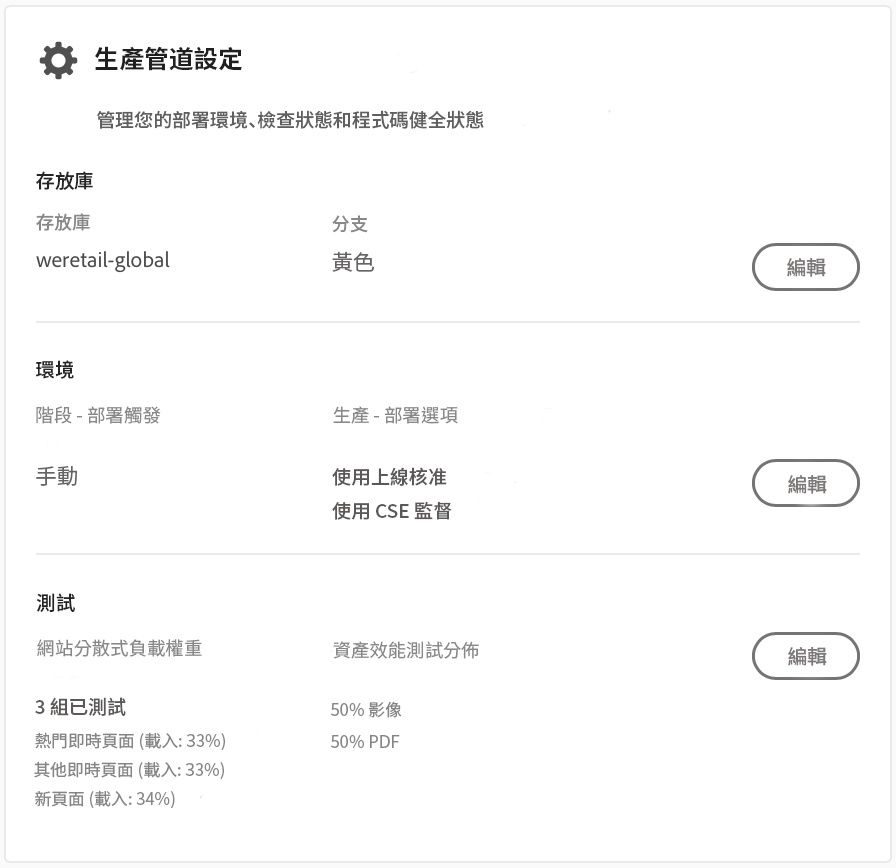 生產管道設定
管理您的部署環境、檢查狀態和程式碼健全狀態
存放庫
存放庫
分支
weretail-global
黃色
編輯
環境
階段 - 部署觸發
生產 - 部署選項
手動
使用上線核准
使用 CSE 監督
編輯
測試
網站分散式負載權重
資產效能測試分佈
編輯
3 組已測試
50% 影像
熱門即時頁面 (載入: 33%)
50% PDF
其他即時頁面 (載入: 33%)
新頁面 (載入: 34%)